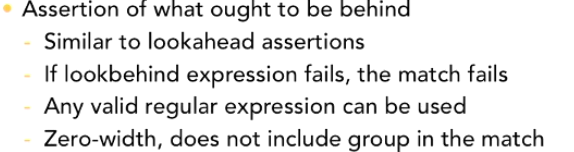 • Assertion of what ought to be behind
- Similar to lookahead assertions
- If lookbehind expression fails, the match fails
- Any valid regular expression can be used
- Zero-width, does not include group in the match